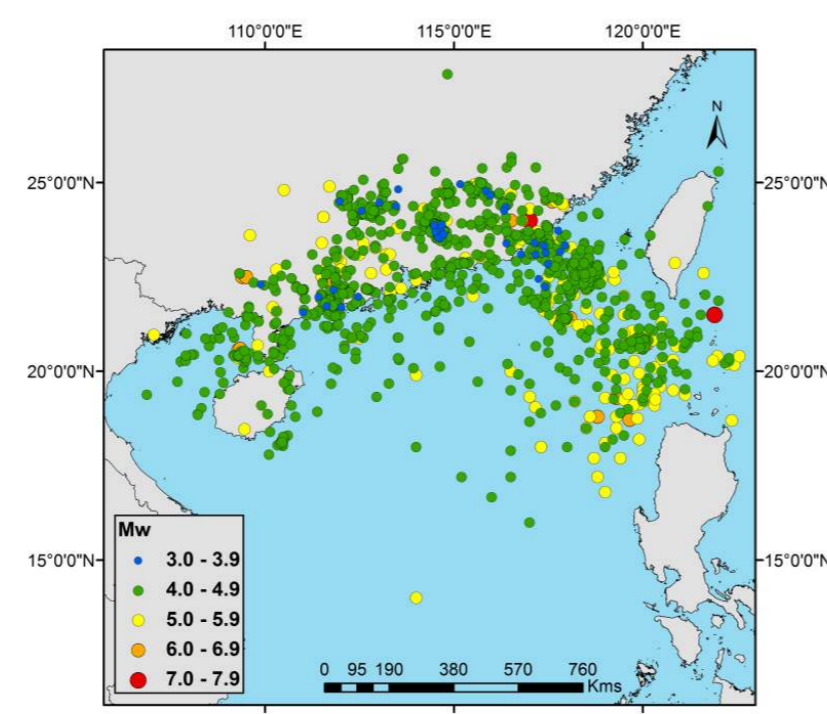 110°0'0"E 115°0'0"E 120°0'0"E
N
25°0'0"N 25°0'0"N
20°0'0"N 20°0'0"N
15°0'0"N 15°0'0"N
Mw
3.0 - 3.9
4.0 - 4.9
5.0 - 5.9
6.0 - 6.9
7.0 - 7.9
0 95 190 380 570 760
Kms